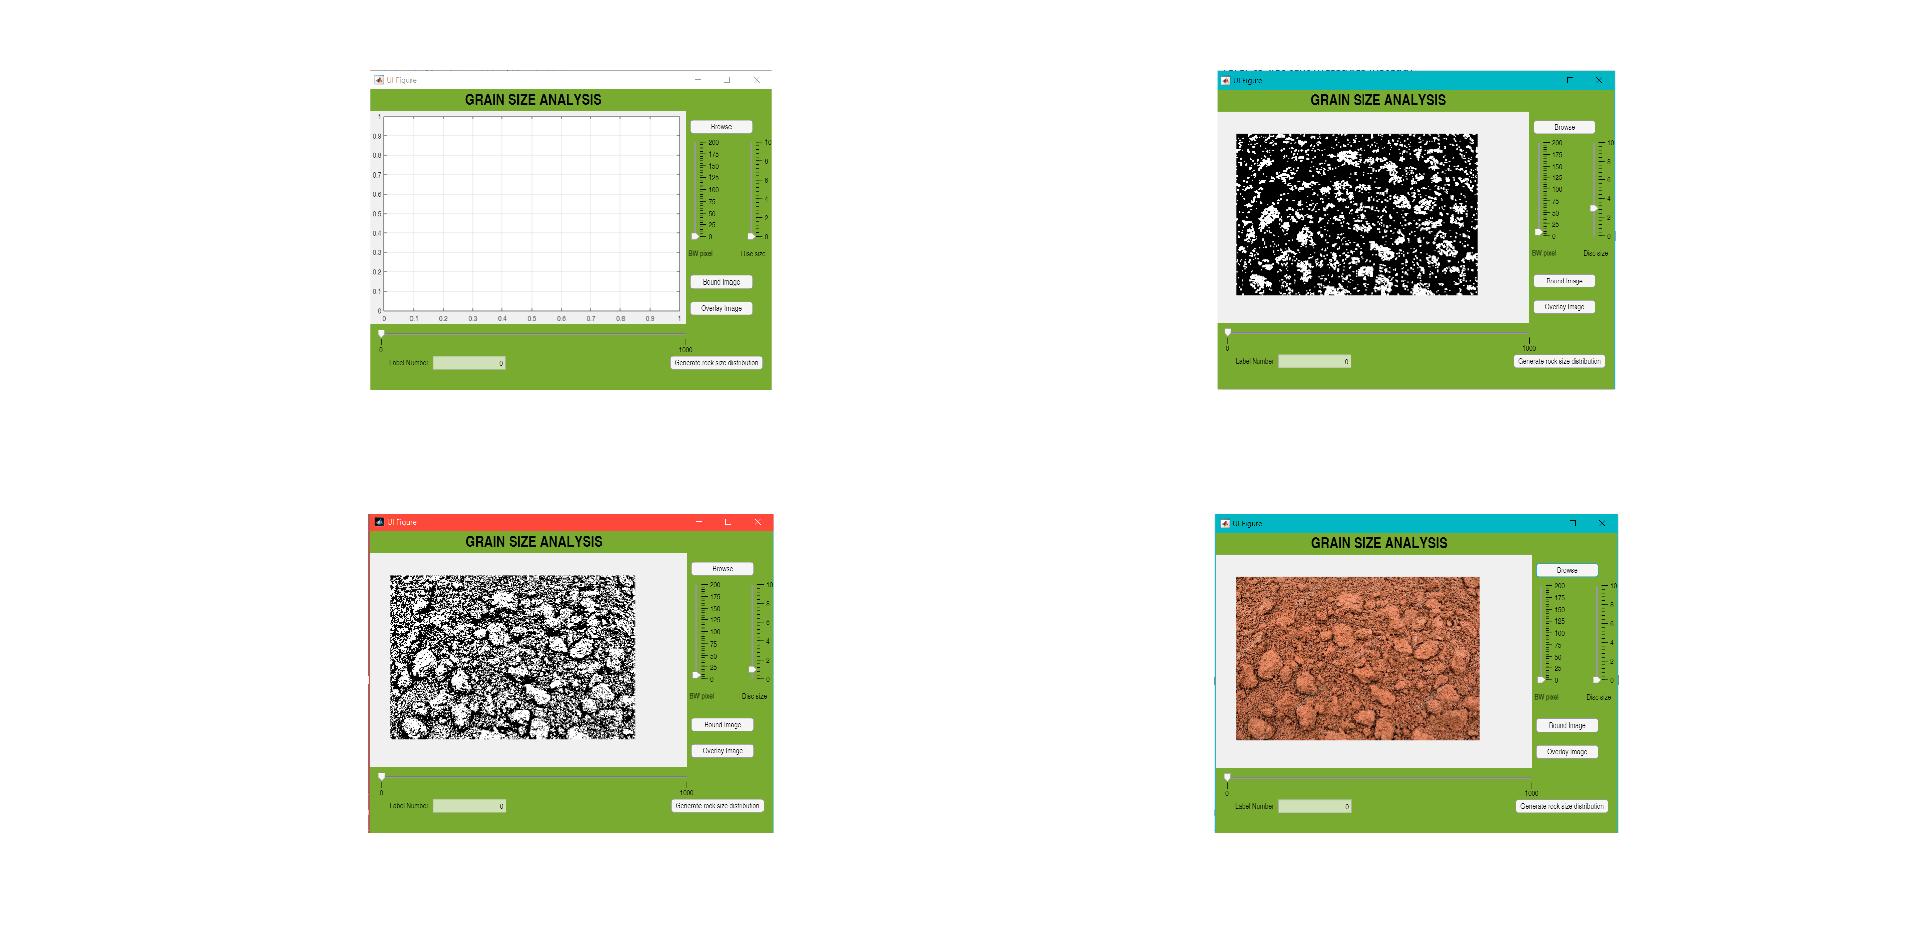 UI Figure
GRAIN SIZE ANALYSIS
1
0.9
0.8
0.7
0.6
0.5
0.4
0.3
0.2
0.1
0
0 0.1 0.2 0.3 0.4 0.5 0.6 0.7 0.8 0.9 1
Browse
200 10
175
150 8
125 6
100
75 4
50
25 2
0 0
BW pixel Disc size
Bound Image
Overlay Image
0 1000
Label Number 0 Generate rock size distribution
UI Figure
GRAIN SIZE ANALYSIS
Browse
200 10
175
150 8
125 6
100
75 4
50
25 2
0 0
BW pixel Disc size
Bound Image
Overlay Image
0 1000
Label Number 0 Generate rock size distribution
UI Figure
GRAIN SIZE ANALYSIS
Browse
200 10
175
150 8
125 6
100
75 4
50
25 2
0 0
BW pixel Disc size
Bound Image
Overlay Image
0 1000
Label Number 0 Generate rock size distribution
UI Figure
GRAIN SIZE ANALYSIS
Browse
200 10
175
150 8
125 6
100
75 4
50
25 2
0 0
BW pixel Disc size
Bound Image
Overlay Image
0 1000
Label Number 0 Generate rock size distribution